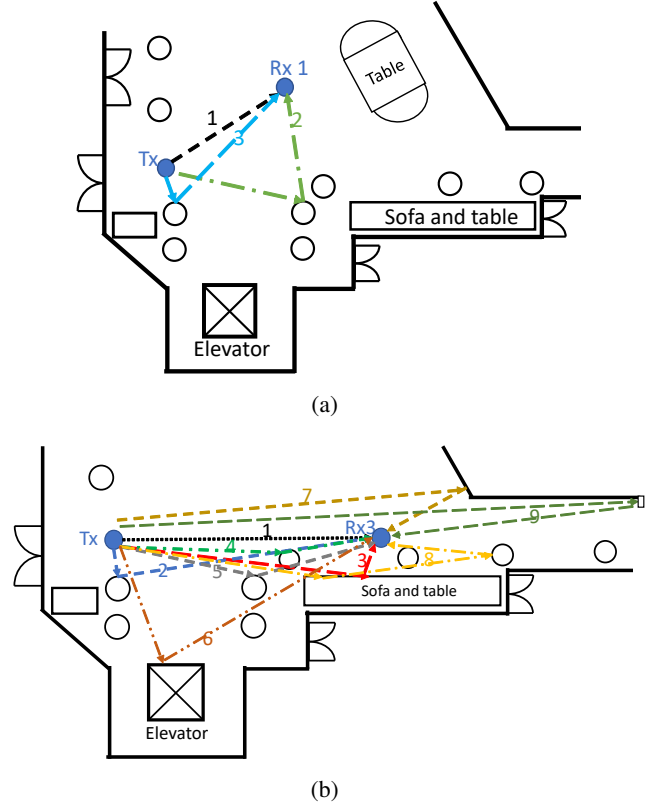 Rx 1
Table
1
2
3
Tx
Sofa and table
Elevator
(a)
7
1
Rx3
9
Tx
4
3
8
2
5
Sofa and table
6
Elevator
(b)